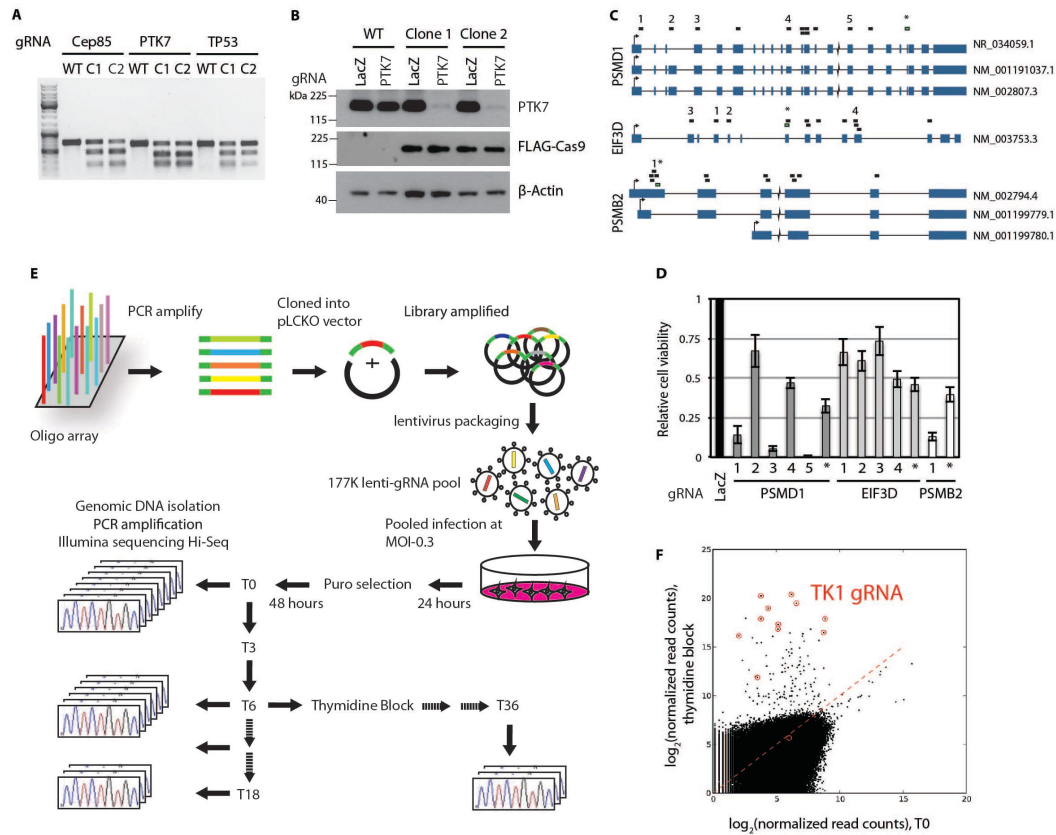 A
gRNA
Cep85 PTK7 TP53
WT C1 C2 WT C1 C2 WT C1 C2
B
WT Clone 1 Clone 2
gRNA LacZ PTK7 LacZ PTK7 LacZ PTK7
kDa 225
115
PTK7
225
115
FLAG-Cas9
40
β-Actin
C
1 2 3 4 5 *
PSMD1
NR_034059.1
NM_001191037.1
NM_002807.3
3 1 2 * 4
EIF3D
NM_003753.3
1*
PSMB2
NM_002794.4
NM_001199779.1
NM_001199780.1
D
Relative cell viability
1
0.75
0.5
0.25
0
gRNA
LacZ
1 2 3 4 5 * 1 2 3 4 * 1 *
PSMD1 EIF3D PSMB2
E
Oligo array
PCR amplify
Cloned into
pLCKO vector
+
Library amplified
lentivirus packaging
177K lenti-gRNA pool
Pooled infection at
MOI-0.3
24 hours
Puro selection
48 hours
Genomic DNA isolation
PCR amplification
Illumina sequencing Hi-Seq
T0
T3
T6
Thymidine Block
T36
T18
F
TK1 gRNA
log2(normalized read counts),
thymidine block
25
20
15
10
5
0
0 5 10 15 20
log2(normalized read counts), T0